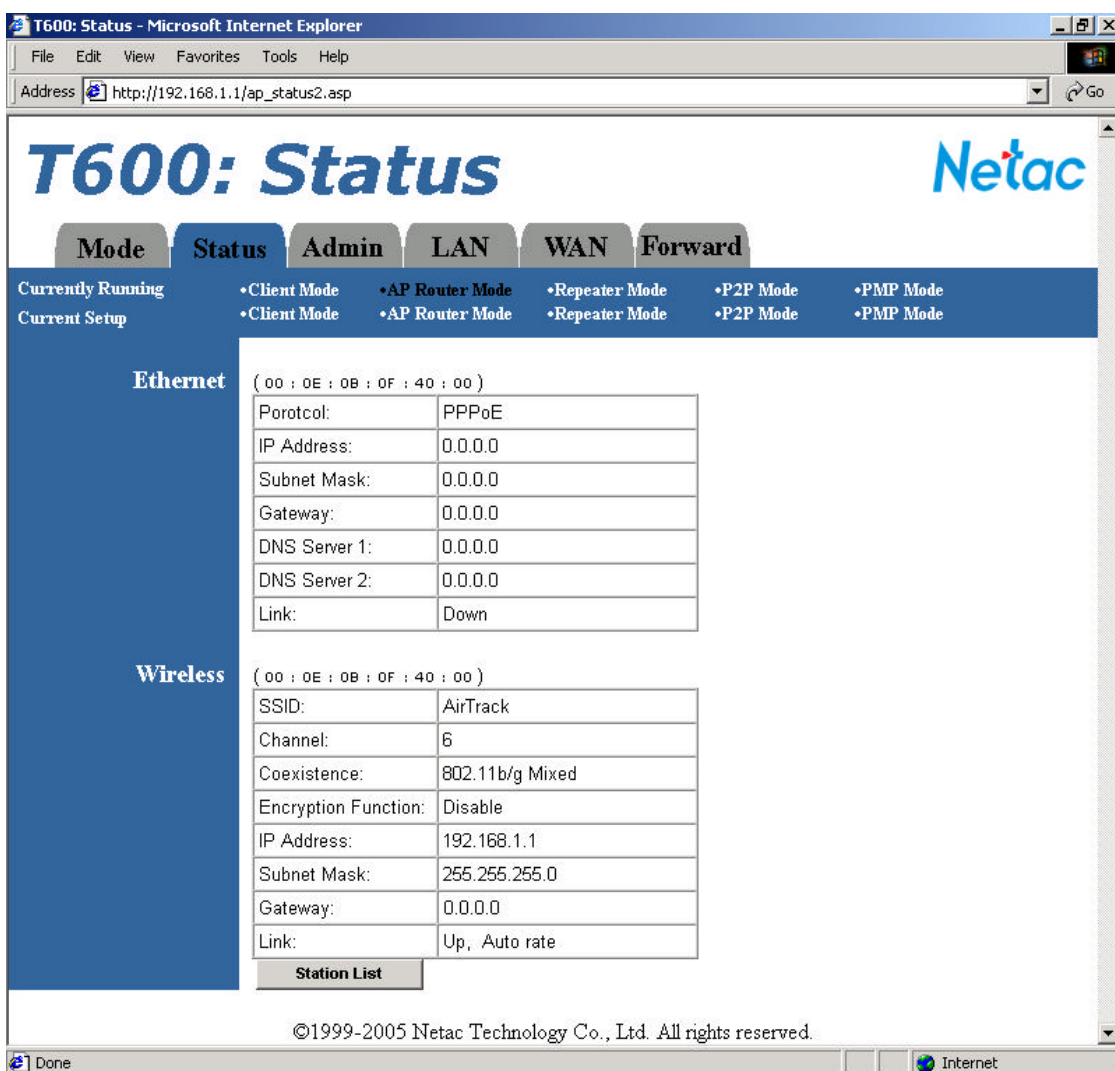 T600: Status - Microsoft Internet Explorer
File Edit View Favorites Tools Help
Address http://192.168.1.1/ap_status2.asp Go
T600: Status Netac
Mode Status Admin LAN WAN Forward
Currently Running •Client Mode •AP Router Mode •Repeater Mode •P2P Mode •PMP Mode
Current Setup •Client Mode •AP Router Mode •Repeater Mode •P2P Mode •PMP Mode
Ethernet (00:0E:0B:0F:40:00)
Porotcol: PPPoE
IP Address: 0.0.0.0
Subnet Mask: 0.0.0.0
Gateway: 0.0.0.0
DNS Server 1: 0.0.0.0
DNS Server 2: 0.0.0.0
Link: Down
Wireless (00:0E:0B:0F:40:00)
SSID: AirTrack
Channel: 6
Coexistence: 802.11b/g Mixed
Encryption Function: Disable
IP Address: 192.168.1.1
Subnet Mask: 255.255.255.0
Gateway: 0.0.0.0
Link: Up, Auto rate
Station List
©1999-2005 Netac Technology Co., Ltd. All rights reserved.
Done Internet